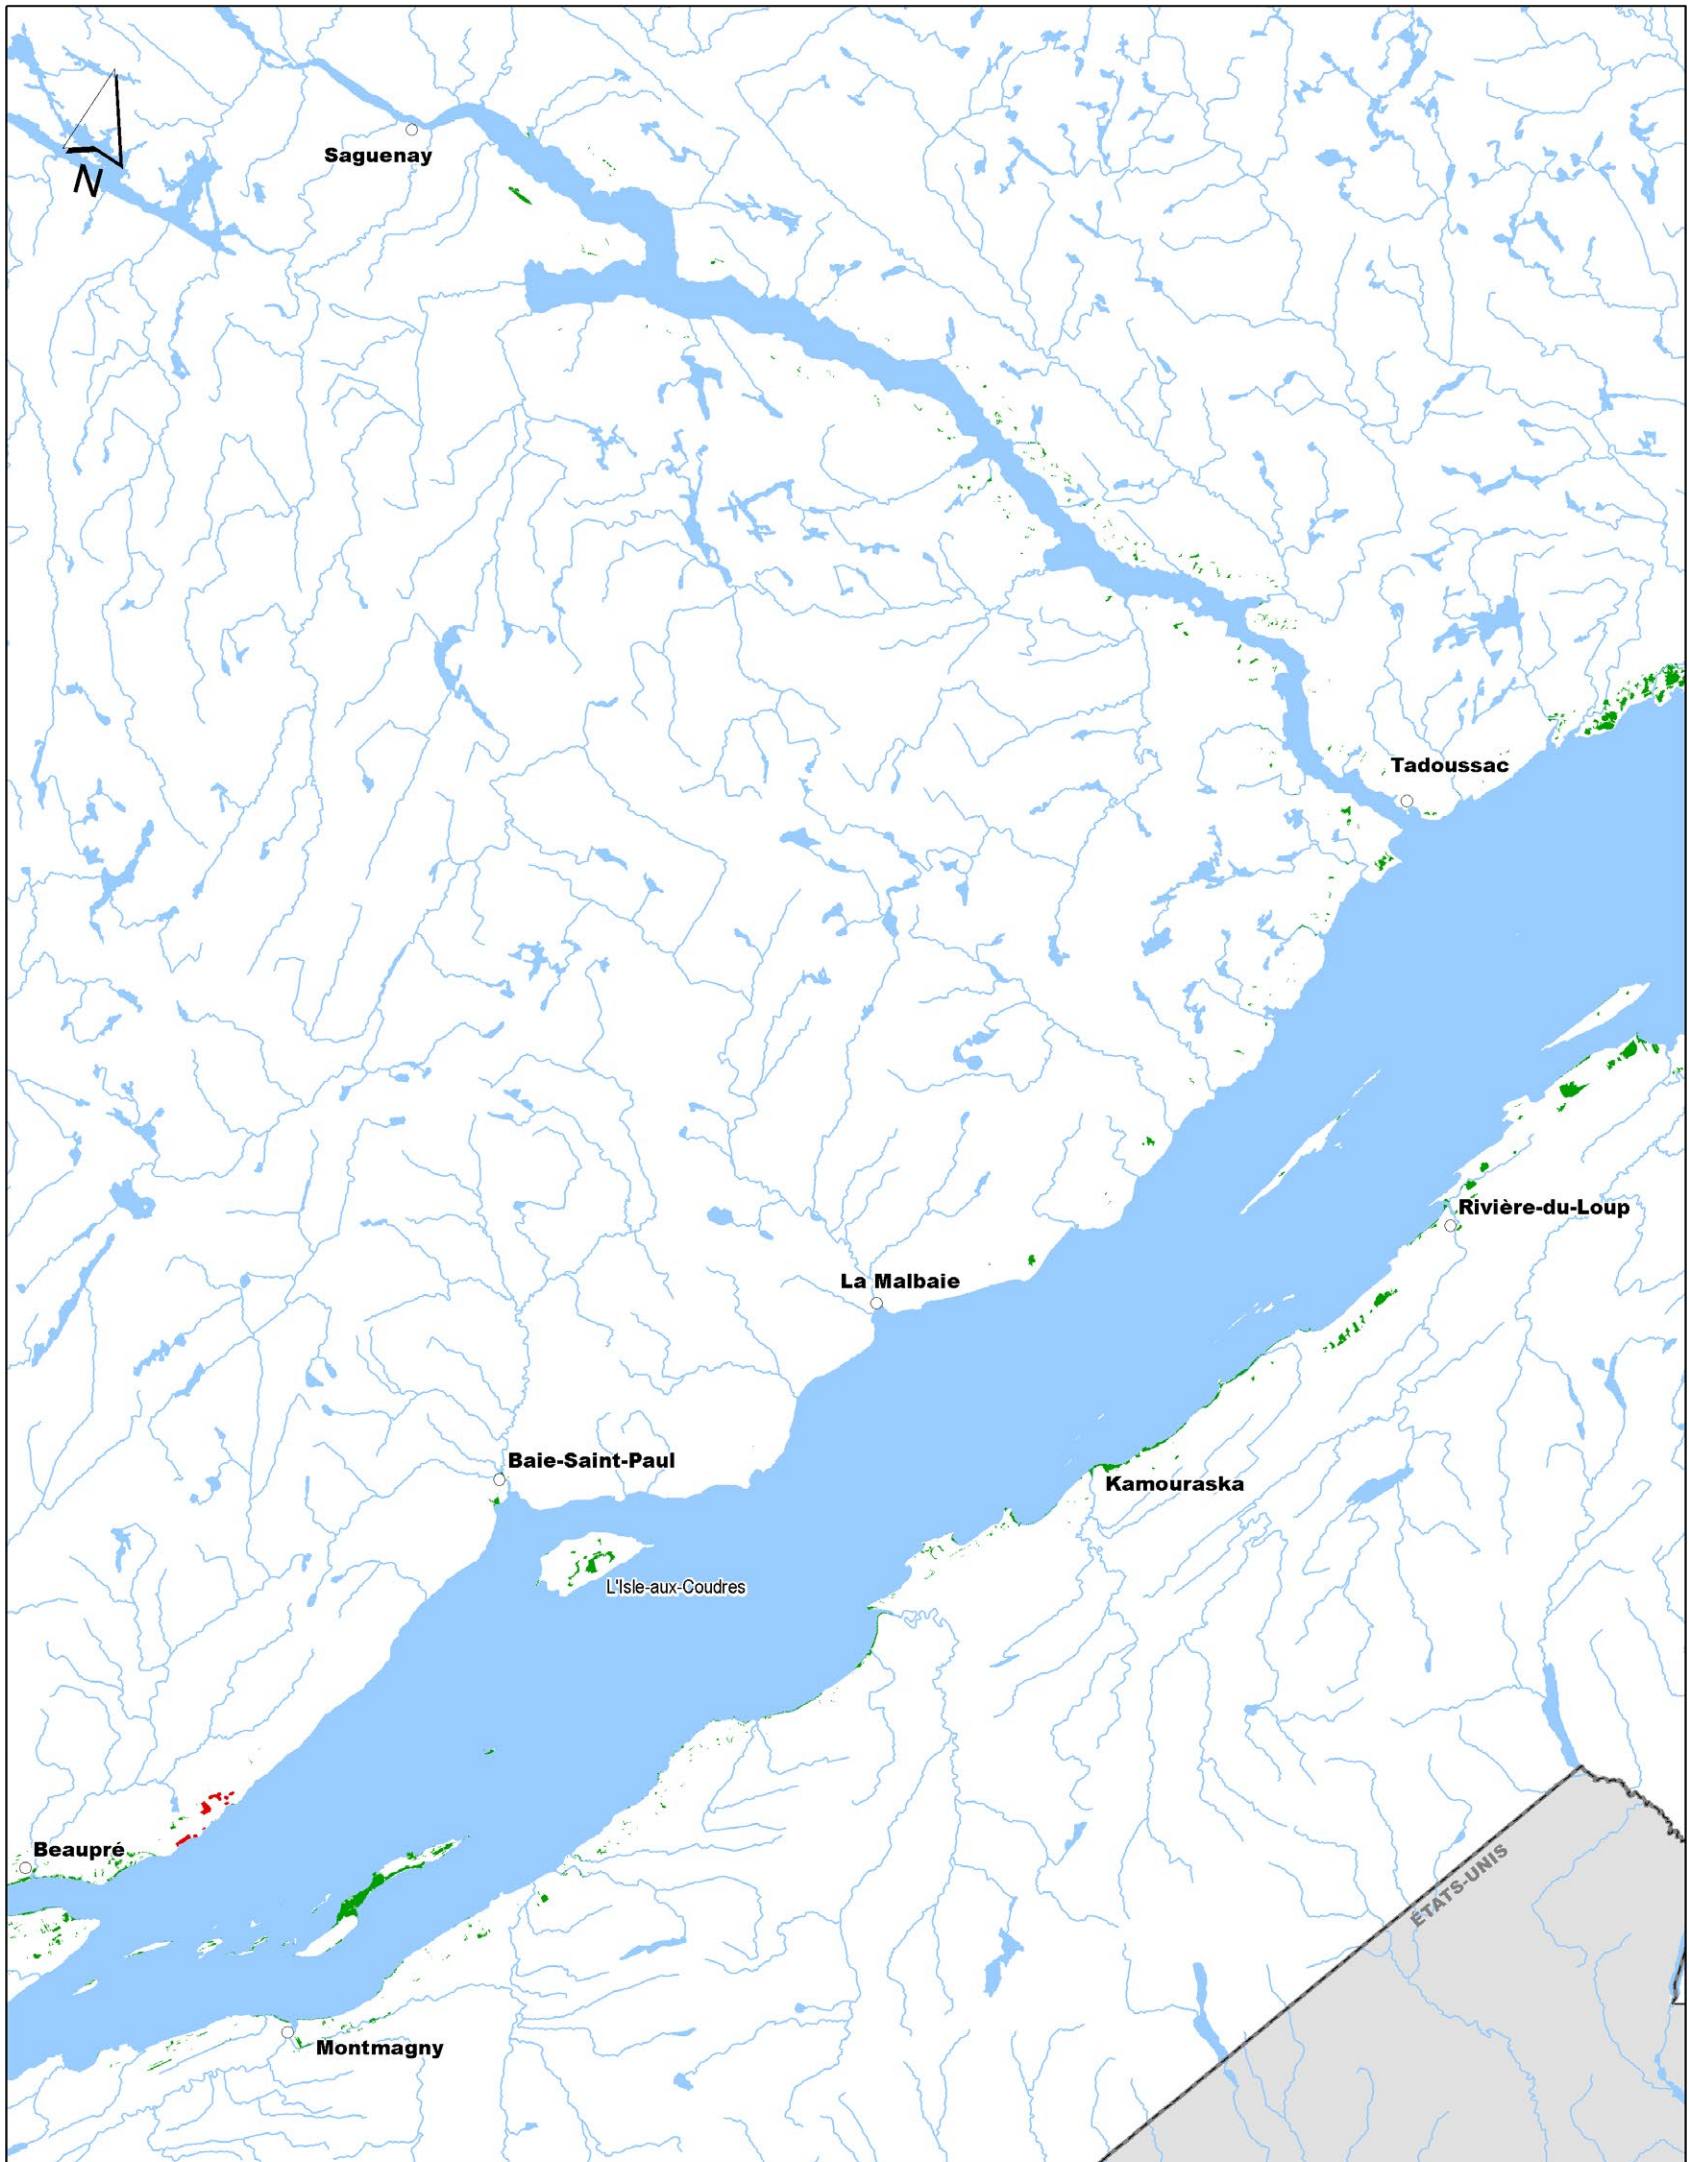 Saguenay
N
Tadoussac
Rivière-du-Loup
La Malbaie
Baie-Saint-Paul
Kamouraska
L'Isle-aux-Coudres
Beaupré
ÉTATS-UNIS
Montmagny